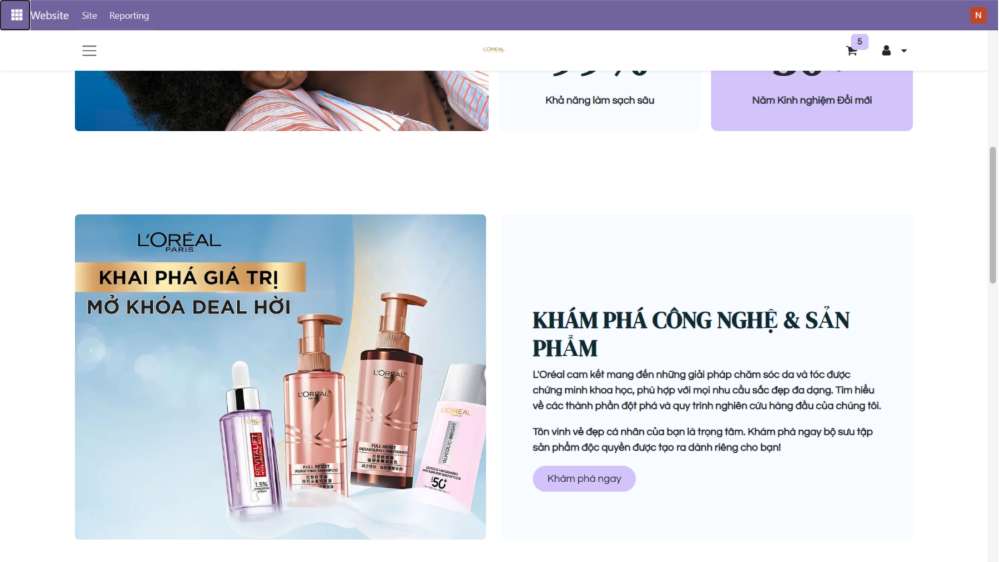 Website Site Reporting N
L'ORÉAL 5
Khả năng làm sạch sâu
Năm Kinh nghiệm Đổi mới
L'ORÉAL
PARIS
KHAI PHÁ GIÁ TRỊ
MỞ KHÓA DEAL HỜI
L'ORÉAL
L'ORÉAL
REVITALIFT
1.5%
FULL MOIST
FULL MOIST
GLYCOLIC-BRIGHT
50+
KHÁM PHÁ CÔNG NGHỆ & SẢN
PHẨM
L'Oréal cam kết mang đến những giải pháp chăm sóc da và tóc được
chứng minh khoa học, phù hợp với mọi nhu cầu sắc đẹp đa dạng. Tìm hiểu
về các thành phần đột phá và quy trình nghiên cứu hàng đầu của chúng tôi.
Tôn vinh vẻ đẹp cá nhân của bạn là trọng tâm. Khám phá ngay bộ sưu tập
sản phẩm độc quyền được tạo ra dành riêng cho bạn!
Khám phá ngay